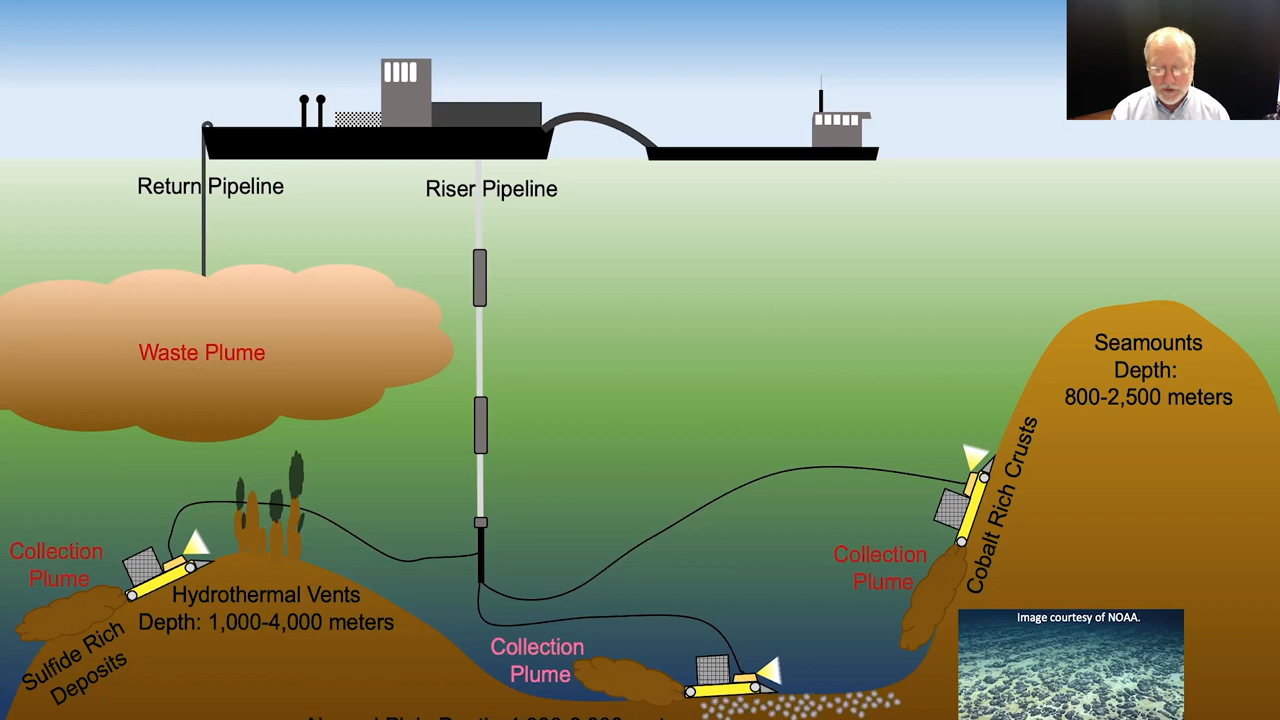 Return Pipeline
Riser Pipeline
Waste Plume
Seamounts
Depth:
800-2,500 meters
Cobalt Rich Crusts
Collection
Plume
Hydrothermal Vents
Depth: 1,000-4,000 meters
Sulfide Rich
Deposits
Collection
Plume
Collection
Plume
Image courtesy of NOAA.